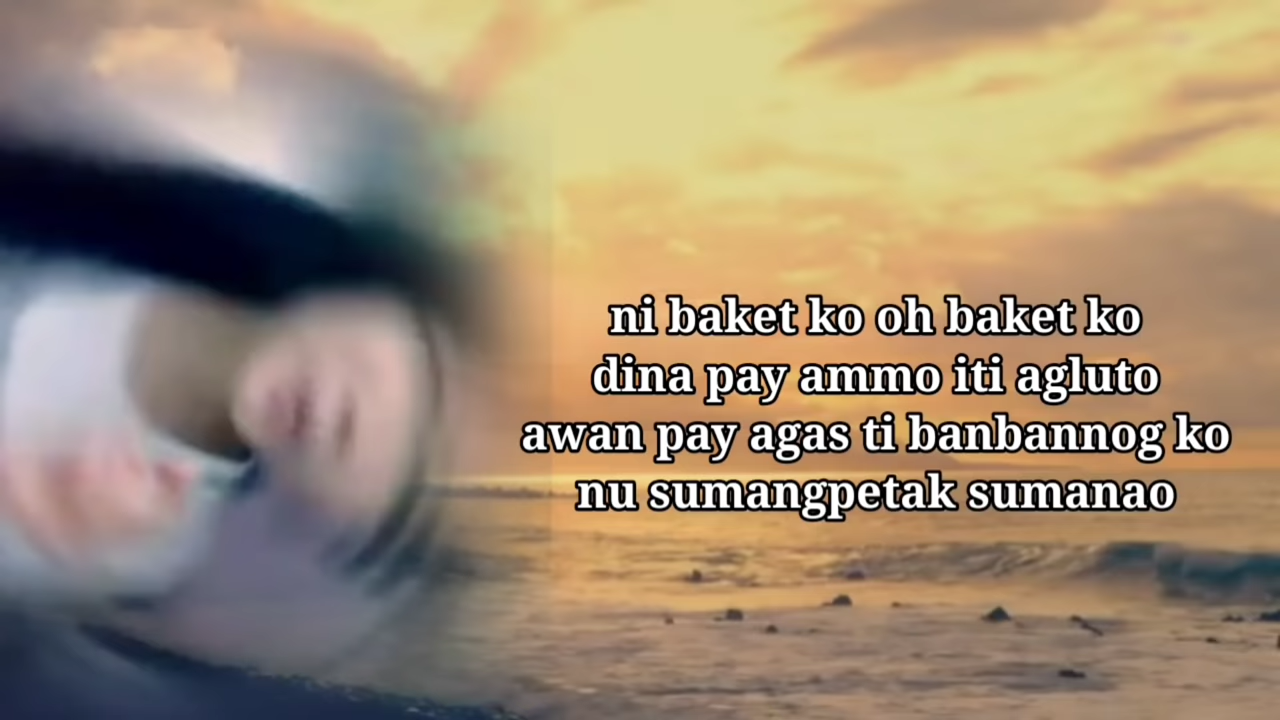 ni baket ko oh baket ko
dina pay ammo iti agluto
awan pay agas ti banbannog ko
nu sumangpetak sumanao